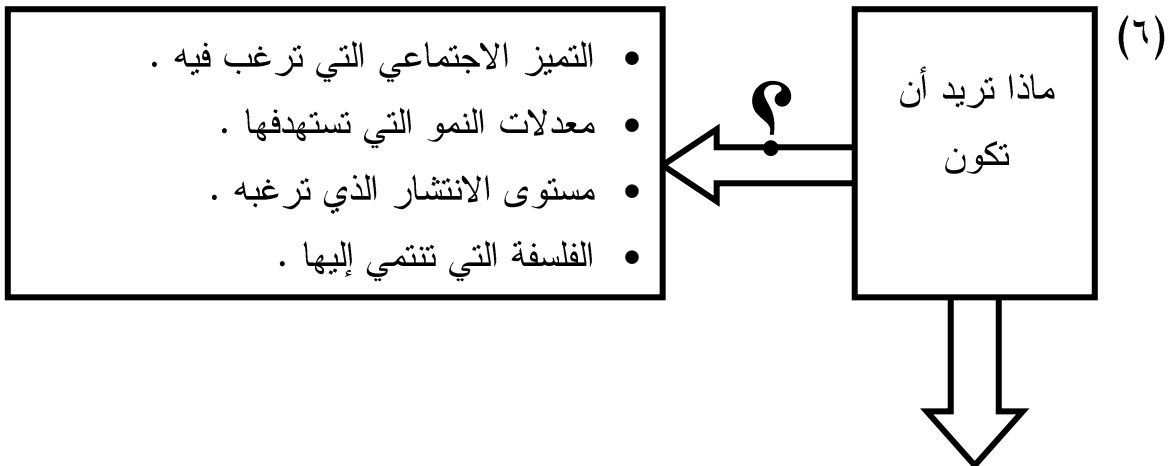 (٦)
ماذا تريد أن
تكون
؟
• التميز الاجتماعي التي ترغب فيه .
• معدلات النمو التي تستهدفها .
• مستوى الانتشار الذي ترغبه .
• الفلسفة التي تنتمي إليها .